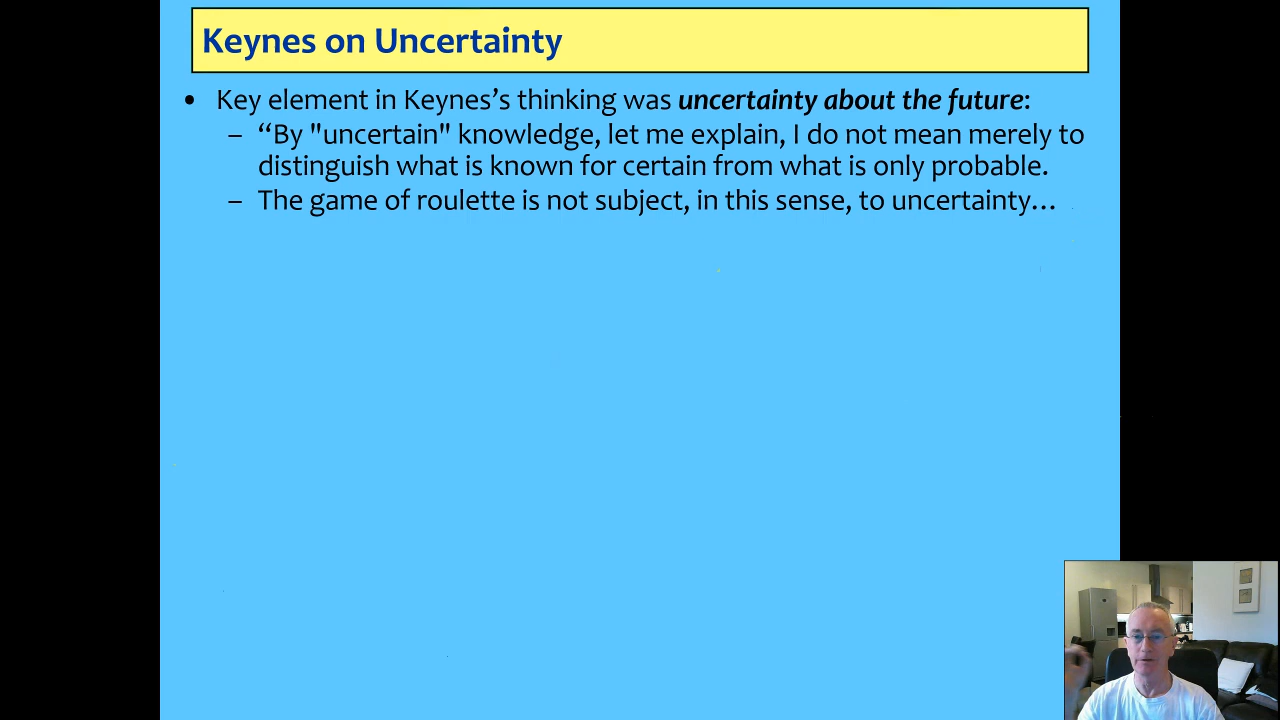 Keynes on Uncertainty
• Key element in Keynes’s thinking was uncertainty about the future:
– “By "uncertain" knowledge, let me explain, I do not mean merely to
distinguish what is known for certain from what is only probable.
– The game of roulette is not subject, in this sense, to uncertainty…